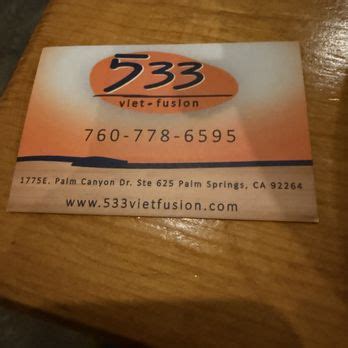 533
viet-fusion
760-778-6595
1775E. Palm Canyon Dr. Ste 625 Palm Springs, CA 92264
www.533vietfusion.com